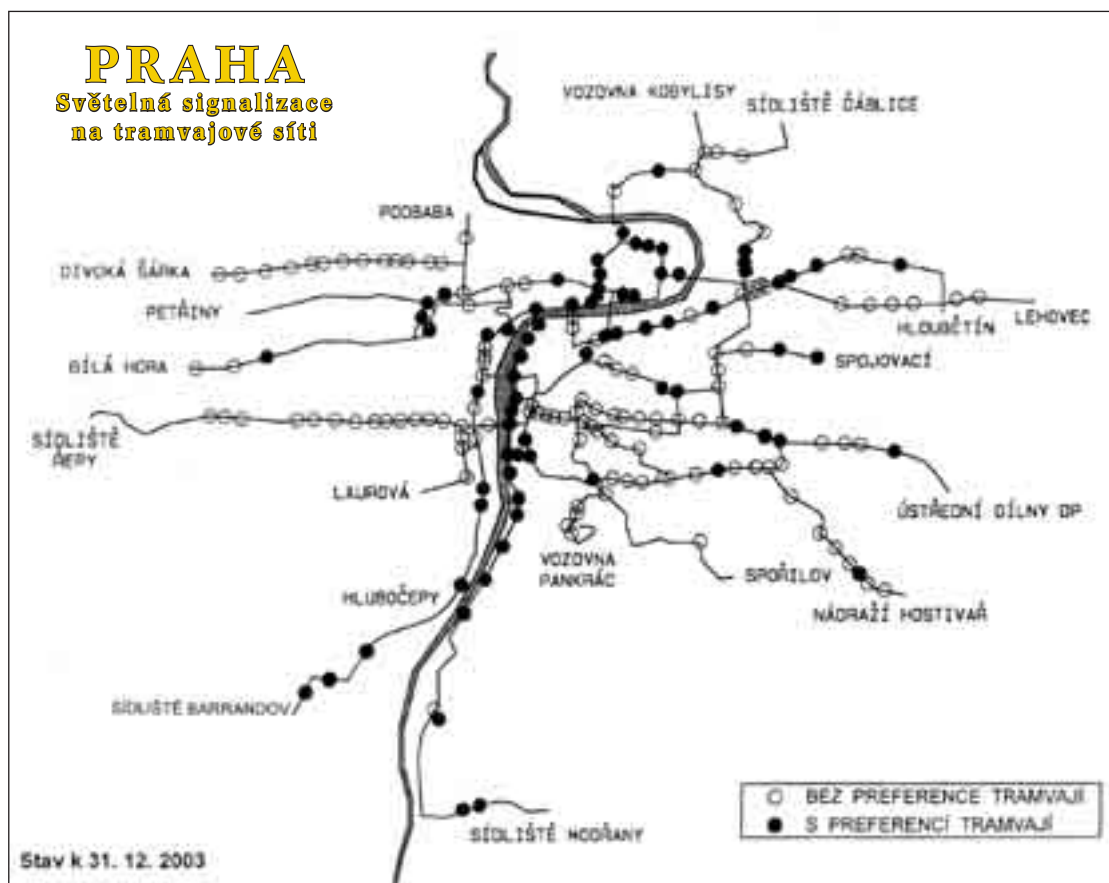 PRAHA
Světelná signalizace
na tramvajové síti
VOZOVNA KOBYLISY
SÍDLIŠTĚ ĎÁBLICE
PODBABA
DIVOKÁ ŠÁRKA
PETŘINY
BÍLÁ HORA
HLOUBĚTÍN
LEHOVEC
SPOJOVACÍ
SÍDLIŠTĚ
ŘEPY
LAUROVÁ
ÚSTŘEDNÍ DÍLNY DP
VOZOVNA
PANKRÁC
SPOŘILOV
HLUBOČEPY
NÁDRAŽÍ HOSTIVAŘ
SÍDLIŠTĚ BARRANDOV
BEZ PREFERENCE TRAMVAJÍ
S PREFERENCÍ TRAMVAJÍ
SÍDLIŠTĚ MODŘANY
Stav k 31. 12. 2003